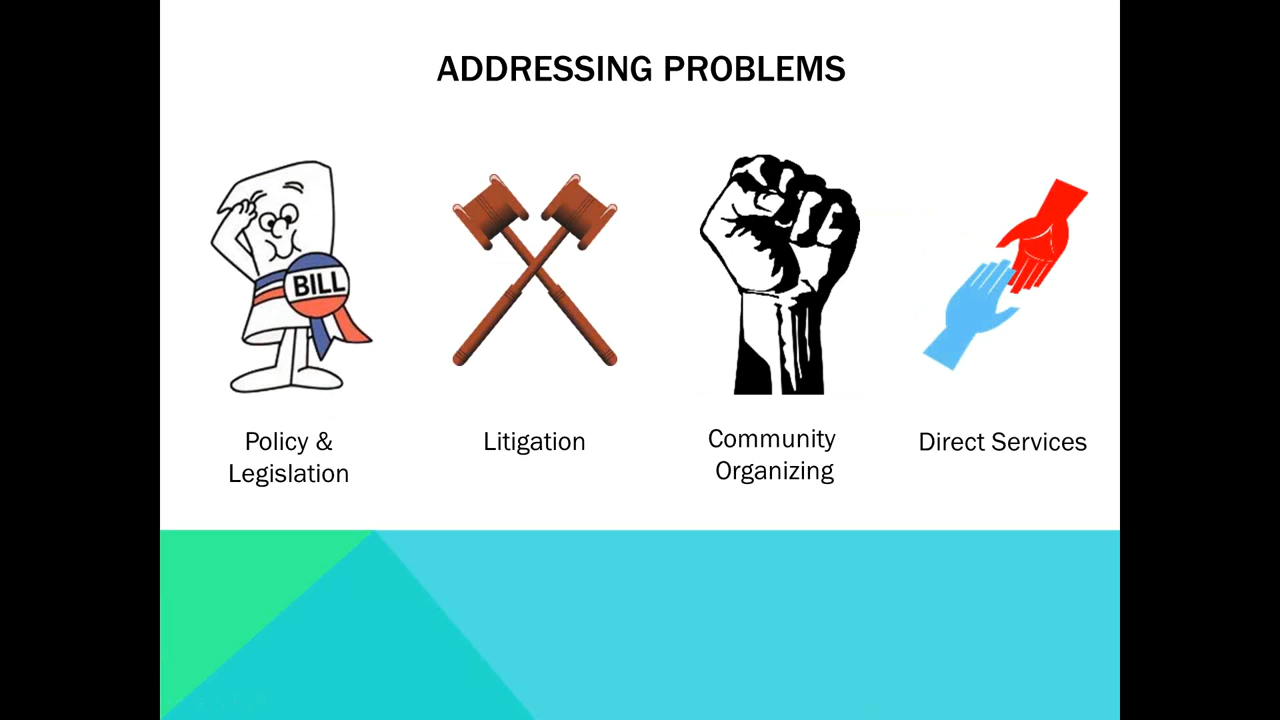 ADDRESSING PROBLEMS
BILL
Policy &
Legislation
Litigation
Community
Organizing
Direct Services